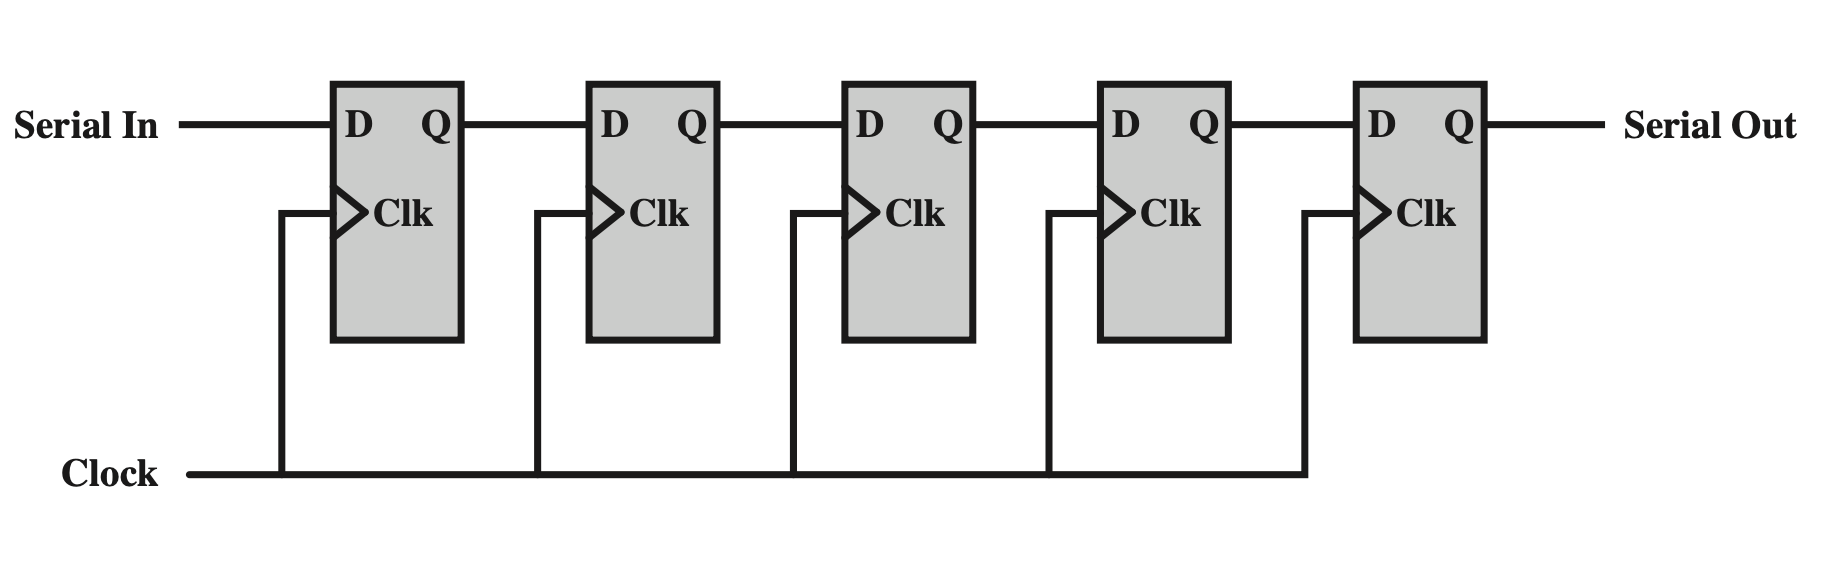 Serial In
D Q
D Q
D Q
D Q
D Q
Serial Out
Clk
Clk
Clk
Clk
Clk
Clock